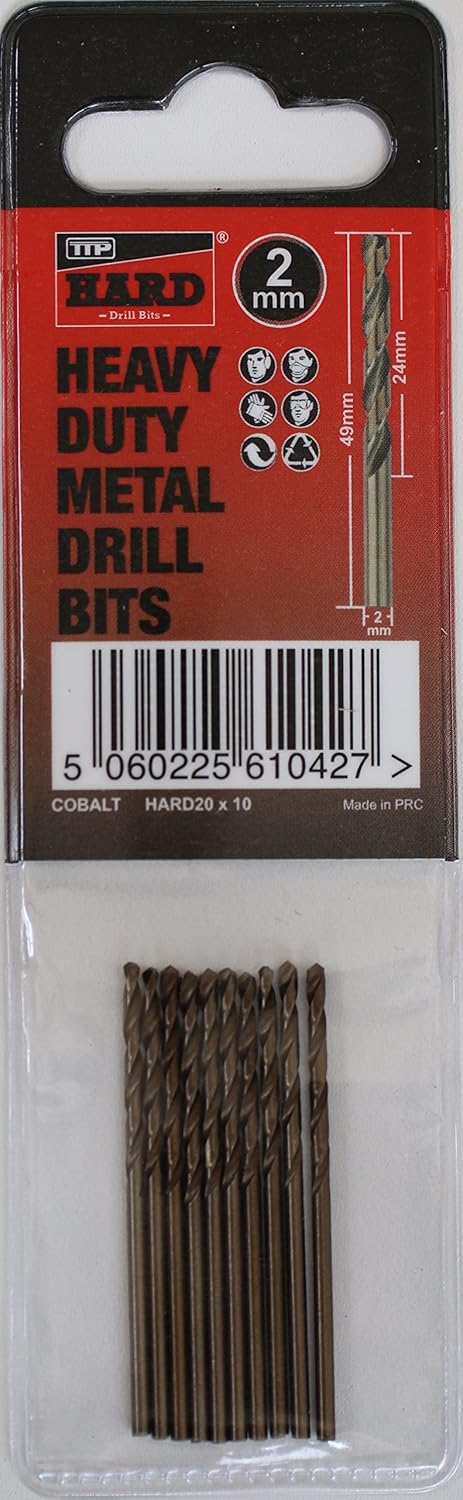 TTP
HARD®
– Drill Bits –
2
mm
HEAVY
DUTY
METAL
DRILL
BITS
49mm
24mm
2
mm
5 060225 610427 >
COBALT HARD20 x 10
Made in PRC